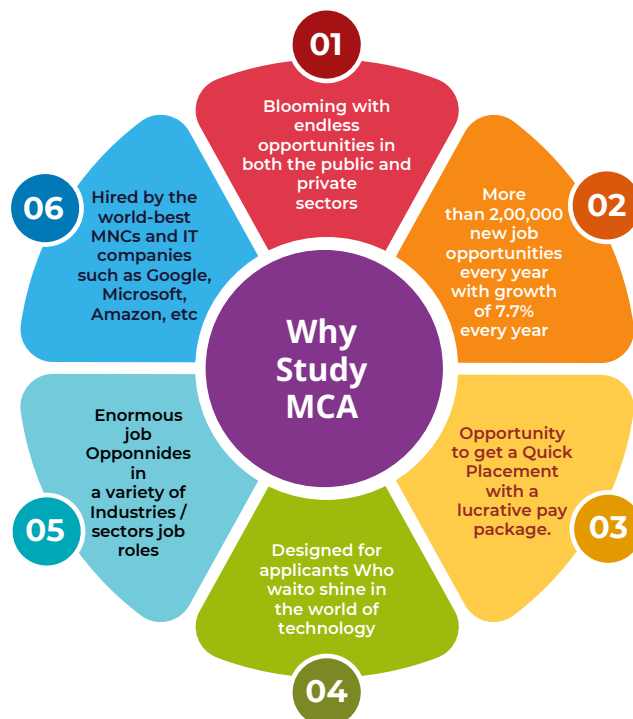 Why
Study
MCA
01
Blooming with
endless
opportunities in
both the public and
private
sectors
02
More
than 2,00,000
new job
opportunities
every year
with growth
of 7.7%
every year
03
Opportunity
to get a Quick
Placement
with a
lucrative pay
package.
04
Designed for
applicants Who
waito shine in
the world of
technology
05
Enormous
job
Opponnides
in
a variety of
Industries /
sectors job
roles
06
Hired by the
world-best
MNCs and IT
companies
such as Google,
Microsoft,
Amazon, etc